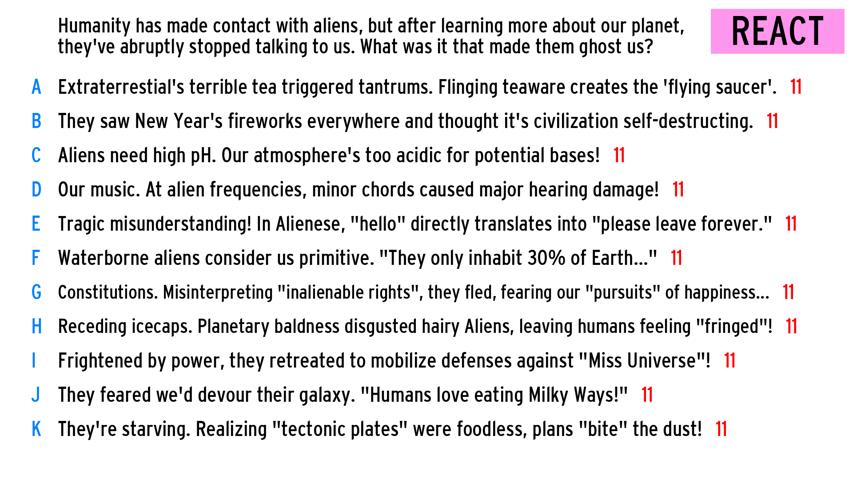 Humanity has made contact with aliens, but after learning more about our planet,
they've abruptly stopped talking to us. What was it that made them ghost us?
REACT
A Extraterrestial's terrible tea triggered tantrums. Flinging teaware creates the 'flying saucer'. 11
B They saw New Year's fireworks everywhere and thought it's civilization self-destructing. 11
C Aliens need high pH. Our atmosphere's too acidic for potential bases! 11
D Our music. At alien frequencies, minor chords caused major hearing damage! 11
E Tragic misunderstanding! In Alienese, "hello" directly translates into "please leave forever." 11
F Waterborne aliens consider us primitive. "They only inhabit 30% of Earth..." 11
G Constitutions. Misinterpreting "inalienable rights", they fled, fearing our "pursuits" of happiness... 11
H Receding icecaps. Planetary baldness disgusted hairy Aliens, leaving humans feeling "fringed"! 11
I Frightened by power, they retreated to mobilize defenses against "Miss Universe"! 11
J They feared we'd devour their galaxy. "Humans love eating Milky Ways!" 11
K They're starving. Realizing "tectonic plates" were foodless, plans "bite" the dust! 11